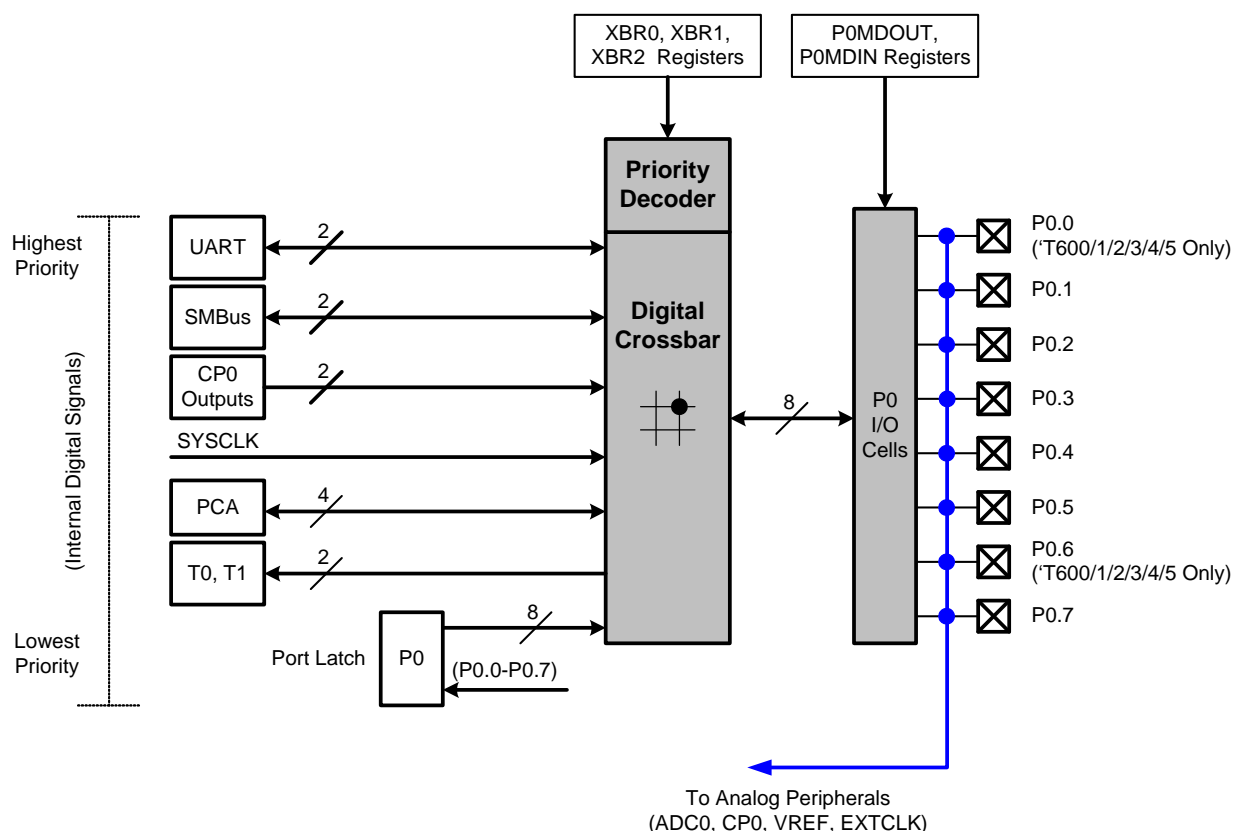 XBR0, XBR1,
XBR2 Registers
P0MDOUT,
P0MDIN Registers
Priority
Decoder
Digital
Crossbar
Highest
Priority
(Internal Digital Signals)
Lowest
Priority
UART
2
SMBus
2
CP0
Outputs
2
SYSCLK
PCA
4
T0, T1
2
Port Latch
P0
8
(P0.0-P0.7)
8
P0
I/O
Cells
P0.0
(‘T600/1/2/3/4/5 Only)
P0.1
P0.2
P0.3
P0.4
P0.5
P0.6
(‘T600/1/2/3/4/5 Only)
P0.7
To Analog Peripherals
(ADC0, CP0, VREF, EXTCLK)